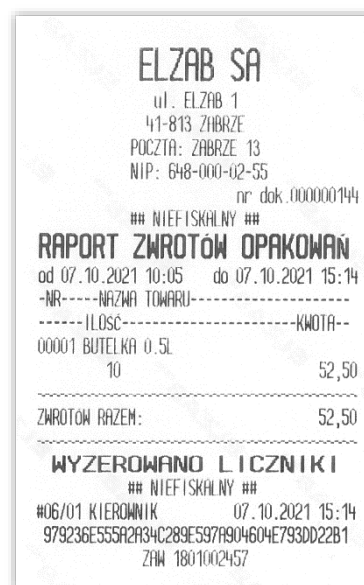 ELZAB SA
ul. ELZAB 1
41-813 ZABRZE
POCZTA: ZABRZE 13
NIP: 648-000-02-55
nr dok.000000144
## NIEFISKALNY ##
RAPORT ZWROTÓW OPAKOWAŃ
od 07.10.2021 10:05 do 07.10.2021 15:14
-NR-----NAZWA TOWARU--------------------
------ILOŚĆ----------------------KWOTA--
00001 BUTELKA 0.5L
10 52,50
ZWROTÓW RAZEM: 52,50
WYZEROWANO LICZNIKI
## NIEFISKALNY ##
#06/01 KIEROWNIK 07.10.2021 15:14
979236E555A2A34C289E597A904604E793DD22B1
ZAW 1801002457